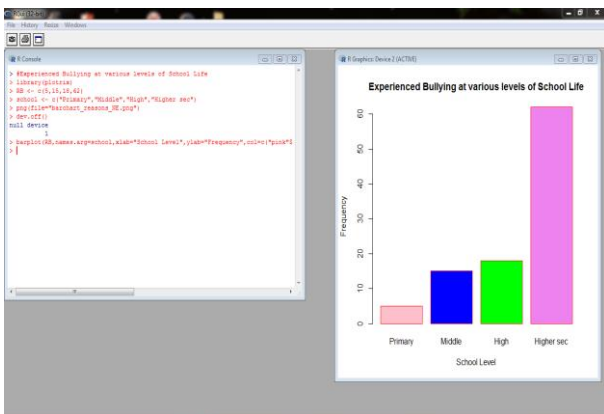 File History Resize Windows
R Console
> #Experienced Bullying at various levels of School Life
> library(plotrix)
> RB <- c(5,15,18,62)
> school <- c("Primary","Middle","High","Higher sec")
> png(file="barchart_reasons_RE.png")
> dev.off()
null device
1
> barplot(RB,names.arg=school,xlab="School Level",ylab="Frequency",col=c("pink"
>
R Graphics: Device 2 (ACTIVE)
Experienced Bullying at various levels of School Life
Frequency
60
50
40
30
20
10
0
Primary Middle High Higher sec
School Level